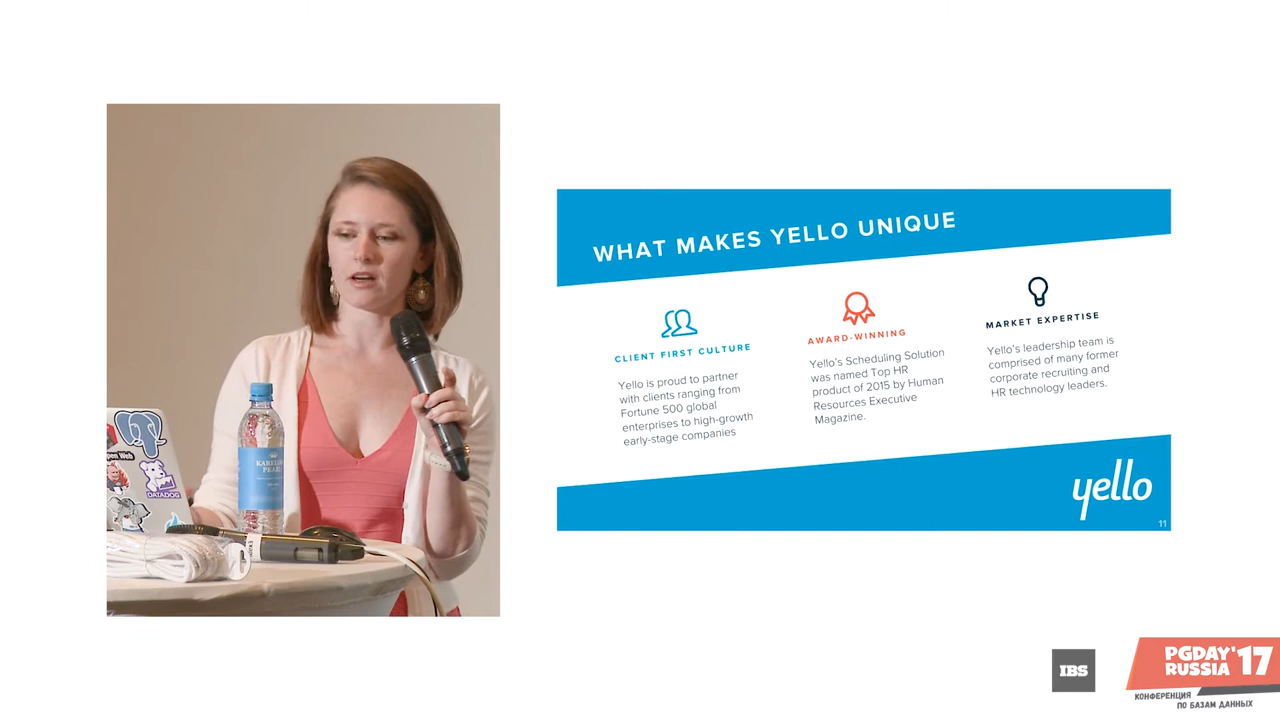 WHAT MAKES YELLO UNIQUE
CLIENT FIRST CULTURE
Yello is proud to partner
with clients ranging from
Fortune 500 global
enterprises to high-growth
early-stage companies
AWARD-WINNING
Yello's Scheduling Solution
was named Top HR
product of 2015 by Human
Resources Executive
Magazine.
MARKET EXPERTISE
Yello's leadership team is
comprised of many former
corporate recruiting and
HR technology leaders.
yello
11
DATADOG
IBS
PGDAY'17
RUSSIA
КОНФЕРЕНЦИЯ
ПО БАЗАМ ДАННЫХ